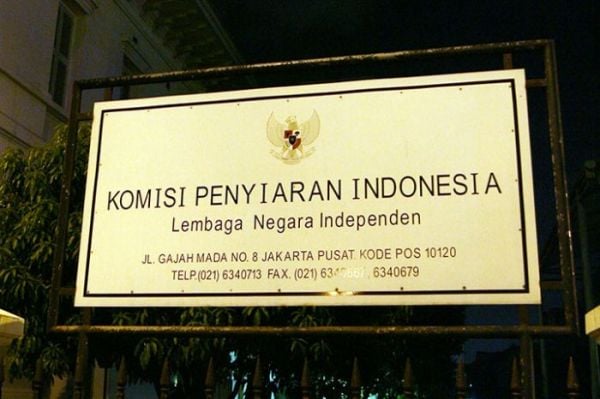 KOMISI PENYIARAN INDONESIA
Lembaga Negara Independen
JL. GAJAH MADA NO. 8 JAKARTA PUSAT. KODE POS 10120
TELP.(021) 6340713 FAX. (021) 6340679